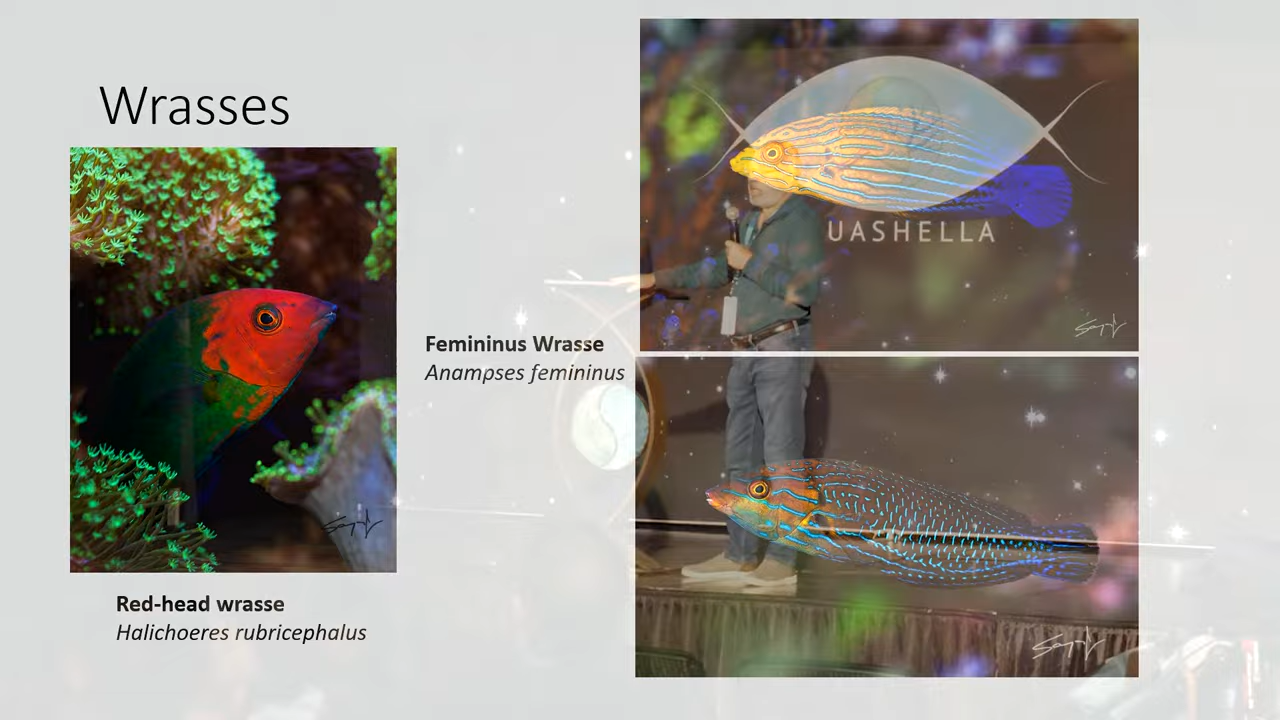 Wrasses
UASHELLA
Femininus Wrasse
Anampses femininus
Red-head wrasse
Halichoeres rubricephalus